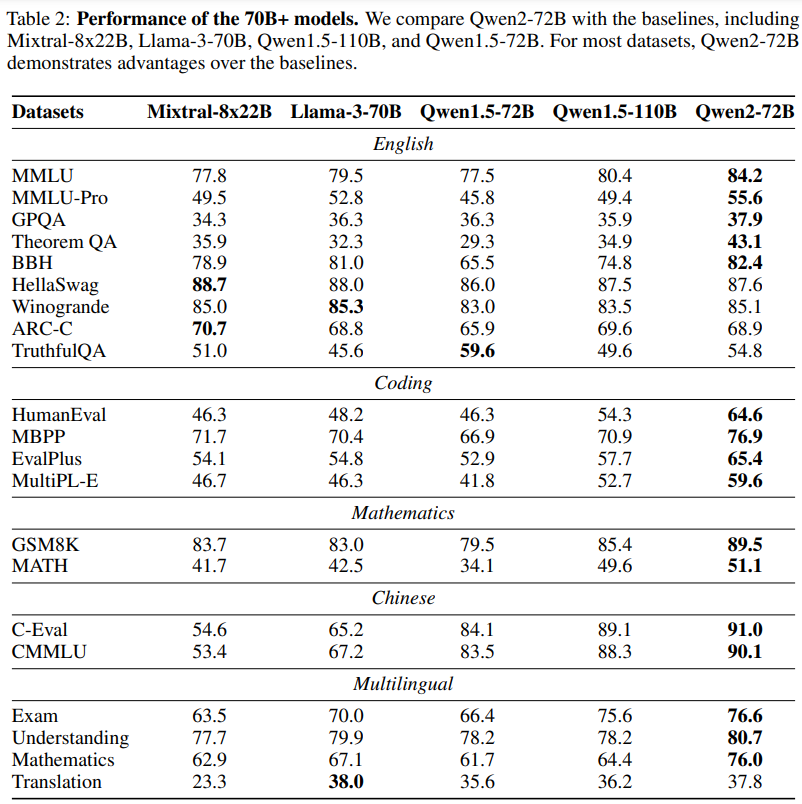 Table 2: Performance of the 70B+ models. We compare Qwen2-72B with the baselines, including
Mixtral-8x22B, Llama-3-70B, Qwen1.5-110B, and Qwen1.5-72B. For most datasets, Qwen2-72B
demonstrates advantages over the baselines.
Datasets Mixtral-8x22B Llama-3-70B Qwen1.5-72B Qwen1.5-110B Qwen2-72B
English
MMLU 77.8 79.5 77.5 80.4 84.2
MMLU-Pro 49.5 52.8 45.8 49.4 55.6
GPQA 34.3 36.3 36.3 35.9 37.9
Theorem QA 35.9 32.3 29.3 34.9 43.1
BBH 78.9 81.0 65.5 74.8 82.4
HellaSwag 88.7 88.0 86.0 87.5 87.6
Winogrande 85.0 85.3 83.0 83.5 85.1
ARC-C 70.7 68.8 65.9 69.6 68.9
TruthfulQA 51.0 45.6 59.6 49.6 54.8
Coding
HumanEval 46.3 48.2 46.3 54.3 64.6
MBPP 71.7 70.4 66.9 70.9 76.9
EvalPlus 54.1 54.8 52.9 57.7 65.4
MultiPL-E 46.7 46.3 41.8 52.7 59.6
Mathematics
GSM8K 83.7 83.0 79.5 85.4 89.5
MATH 41.7 42.5 34.1 49.6 51.1
Chinese
C-Eval 54.6 65.2 84.1 89.1 91.0
CMMLU 53.4 67.2 83.5 88.3 90.1
Multilingual
Exam 63.5 70.0 66.4 75.6 76.6
Understanding 77.7 79.9 78.2 78.2 80.7
Mathematics 62.9 67.1 61.7 64.4 76.0
Translation 23.3 38.0 35.6 36.2 37.8